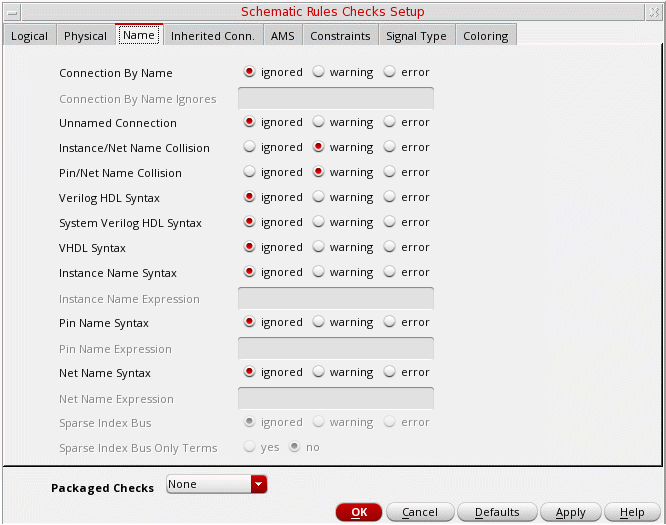 Schematic Rules Checks Setup
Logical Physical Name Inherited Conn. AMS Constraints Signal Type Coloring
Connection By Name ignored warning error
Connection By Name Ignores
Unnamed Connection ignored warning error
Instance/Net Name Collision ignored warning error
Pin/Net Name Collision ignored warning error
Verilog HDL Syntax ignored warning error
System Verilog HDL Syntax ignored warning error
VHDL Syntax ignored warning error
Instance Name Syntax ignored warning error
Instance Name Expression
Pin Name Syntax ignored warning error
Pin Name Expression
Net Name Syntax ignored warning error
Net Name Expression
Sparse Index Bus ignored warning error
Sparse Index Bus Only Terms yes no
Packaged Checks None
OK Cancel Defaults Apply Help